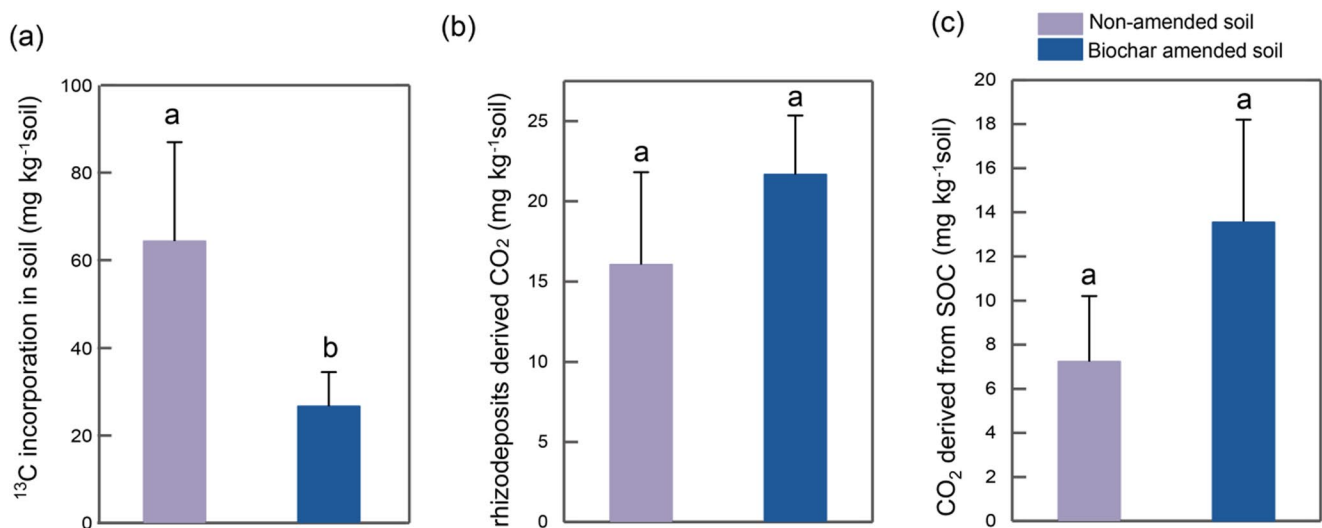 (a)
¹³C incorporation in soil (mg kg⁻¹soil)
100
80
60
40
20
0
a
b
(b)
rhizodeposits derived CO₂ (mg kg⁻¹soil)
25
20
15
10
5
0
a
a
(c)
Non-amended soil
Biochar amended soil
CO₂ derived from SOC (mg kg⁻¹soil)
20
18
16
14
12
10
8
6
4
2
0
a
a